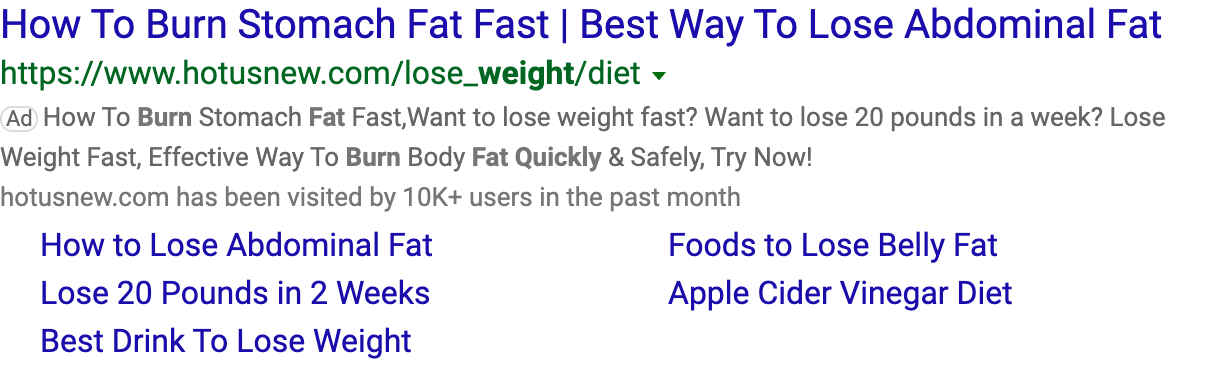 How To Burn Stomach Fat Fast | Best Way To Lose Abdominal Fat
https://www.hotusnew.com/lose_weight/diet
Ad How To Burn Stomach Fat Fast,Want to lose weight fast? Want to lose 20 pounds in a week? Lose
Weight Fast, Effective Way To Burn Body Fat Quickly & Safely, Try Now!
hotusnew.com has been visited by 10K+ users in the past month
How to Lose Abdominal Fat
Foods to Lose Belly Fat
Lose 20 Pounds in 2 Weeks
Apple Cider Vinegar Diet
Best Drink To Lose Weight